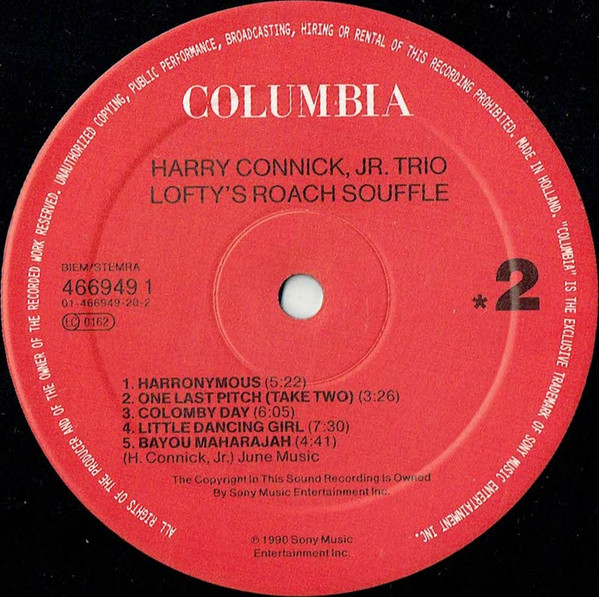 ALL RIGHTS OF THE PRODUCER AND OF THE OWNER OF THE RECORDED WORK RESERVED. UNAUTHORIZED COPYING, PUBLIC PERFORMANCE, BROADCASTING, HIRING OR RENTAL OF THIS RECORDING PROHIBITED. MADE IN HOLLAND. "COLUMBIA" IS THE EXCLUSIVE TRADEMARK OF SONY MUSIC ENTERTAINMENT INC.
COLUMBIA
HARRY CONNICK, JR. TRIO
LOFTY'S ROACH SOUFFLE
BIEM/STEMRA
466949 1
01-466949-20-2
LC 0162
*2
1. HARRONYMOUS (5:22)
2. ONE LAST PITCH (TAKE TWO) (3:26)
3. COLOMBY DAY (6:05)
4. LITTLE DANCING GIRL (7:30)
5. BAYOU MAHARAJAH (4:41)
(H. Connick, Jr.) June Music
The Copyright In This Sound Recording Is Owned
By Sony Music Entertainment Inc.
℗ 1990 Sony Music
Entertainment Inc.